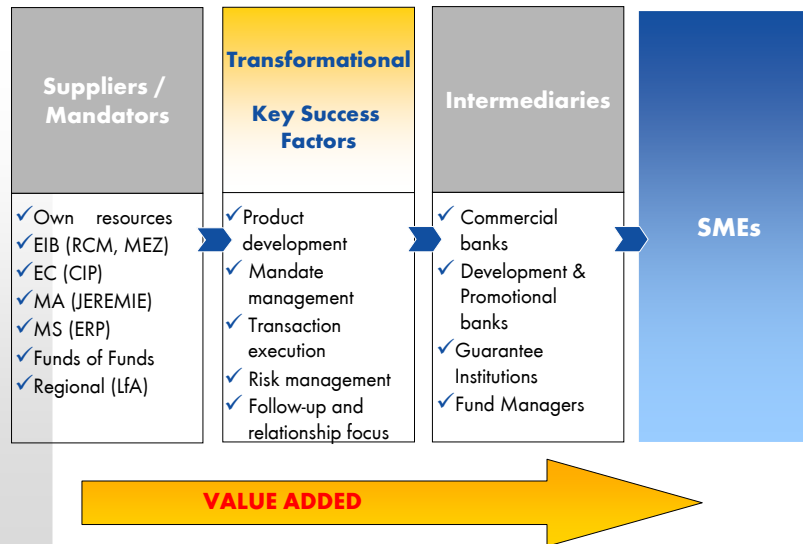 Suppliers /
Mandators
Own resources
EIB (RCM, MEZ)
EC (CIP)
MA (JEREMIE)
MS (ERP)
Funds of Funds
Regional (LfA)
Transformational
Key Success
Factors
Product
development
Mandate
management
Transaction
execution
Risk management
Follow-up and
relationship focus
Intermediaries
Commercial
banks
Development &
Promotional
banks
Guarantee
Institutions
Fund Managers
SMEs
VALUE ADDED